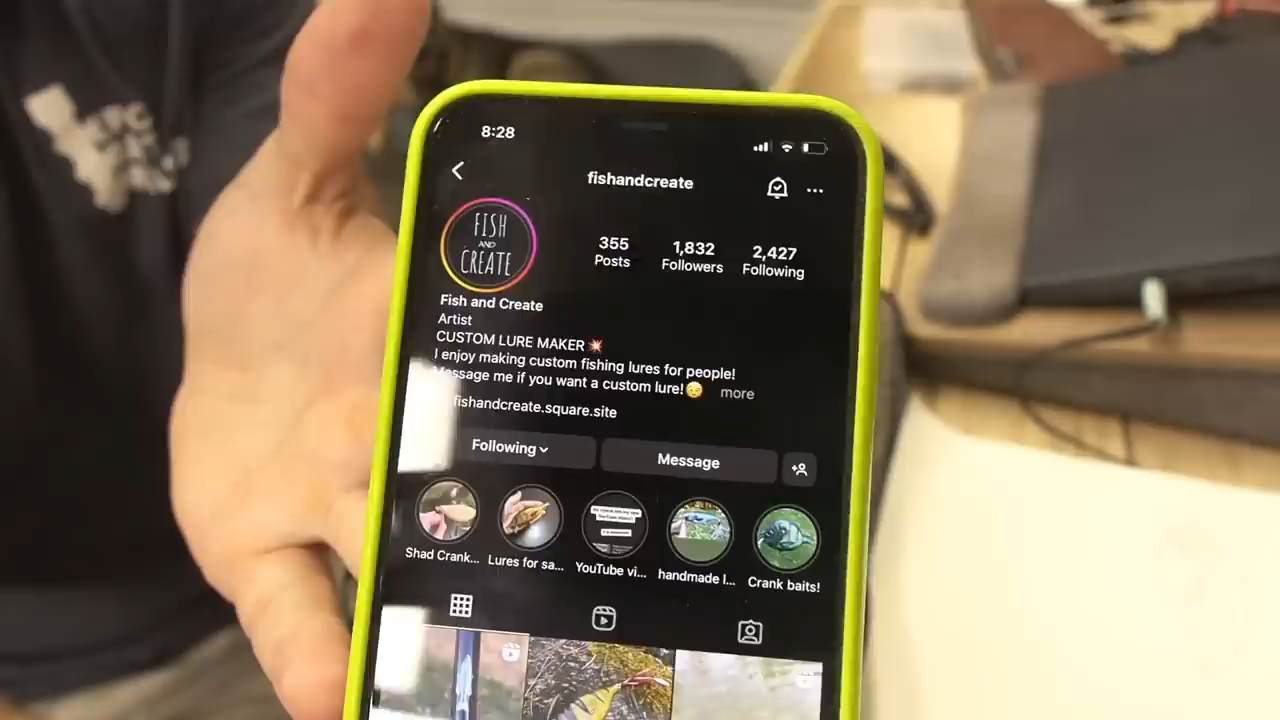 8:28
fishandcreate
FISH
AND
CREATE
355
Posts
1,832
Followers
2,427
Following
Fish and Create
Artist
CUSTOM LURE MAKER 💥
I enjoy making custom fishing lures for people!
Message me if you want a custom lure!😉 more
fishandcreate.square.site
Following
Message
Shad Crank...
Lures for sa...
YouTube vi...
handmade l...
Crank baits!